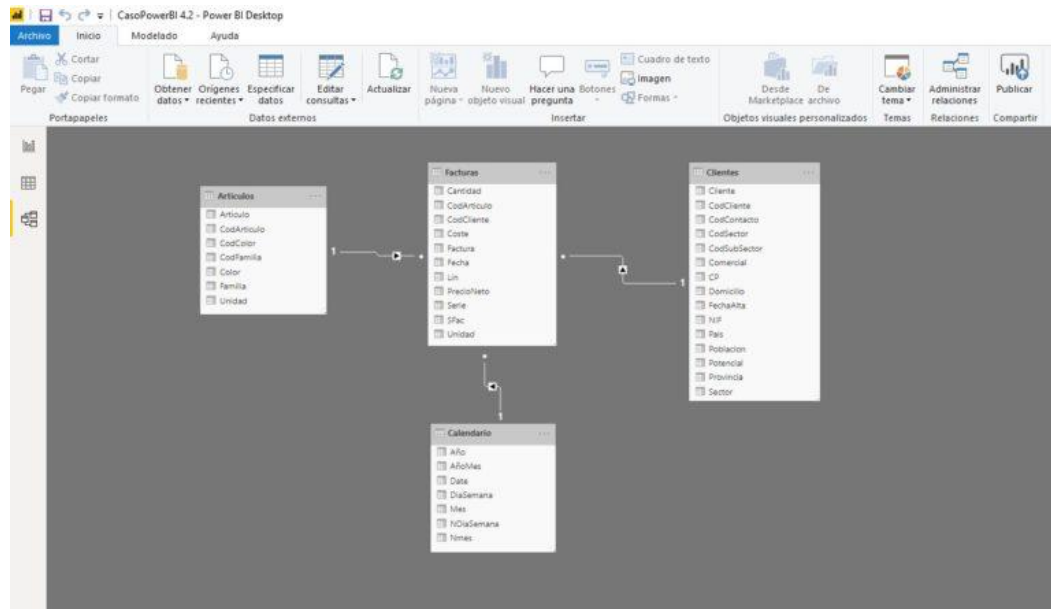 CasoPowerBI 4.2 - Power BI Desktop
Archivo Inicio Modelado Ayuda
Pegar
Cortar
Copiar
Copiar formato
Portapapeles
Obtener datos
Orígenes recientes
Especificar datos
Editar consultas
Actualizar
Datos externos
Nueva página
Nuevo objeto visual
Hacer una pregunta
Botones
Cuadro de texto
Imagen
Formas
Insertar
Desde Marketplace
De archivo
Objetos visuales personalizados
Cambiar tema
Temas
Administrar relaciones
Relaciones
Publicar
Compartir
Articulos
Articulo
CodArticulo
CodColor
CodFamilia
Color
Familia
Unidad
1
*
Facturas
Cantidad
CodArticulo
CodCliente
Coste
Factura
Fecha
Lin
PrecioNeto
Serie
SFac
Unidad
*
1
Clientes
Cliente
CodCliente
CodContacto
CodSector
CodSubSector
Comercial
CP
Domicilio
FechaAlta
NIF
Pais
Poblacion
Potencial
Provincia
Sector
*
1
Calendario
Año
AñoMes
Data
DiaSemana
Mes
NDiaSemana
Nmes